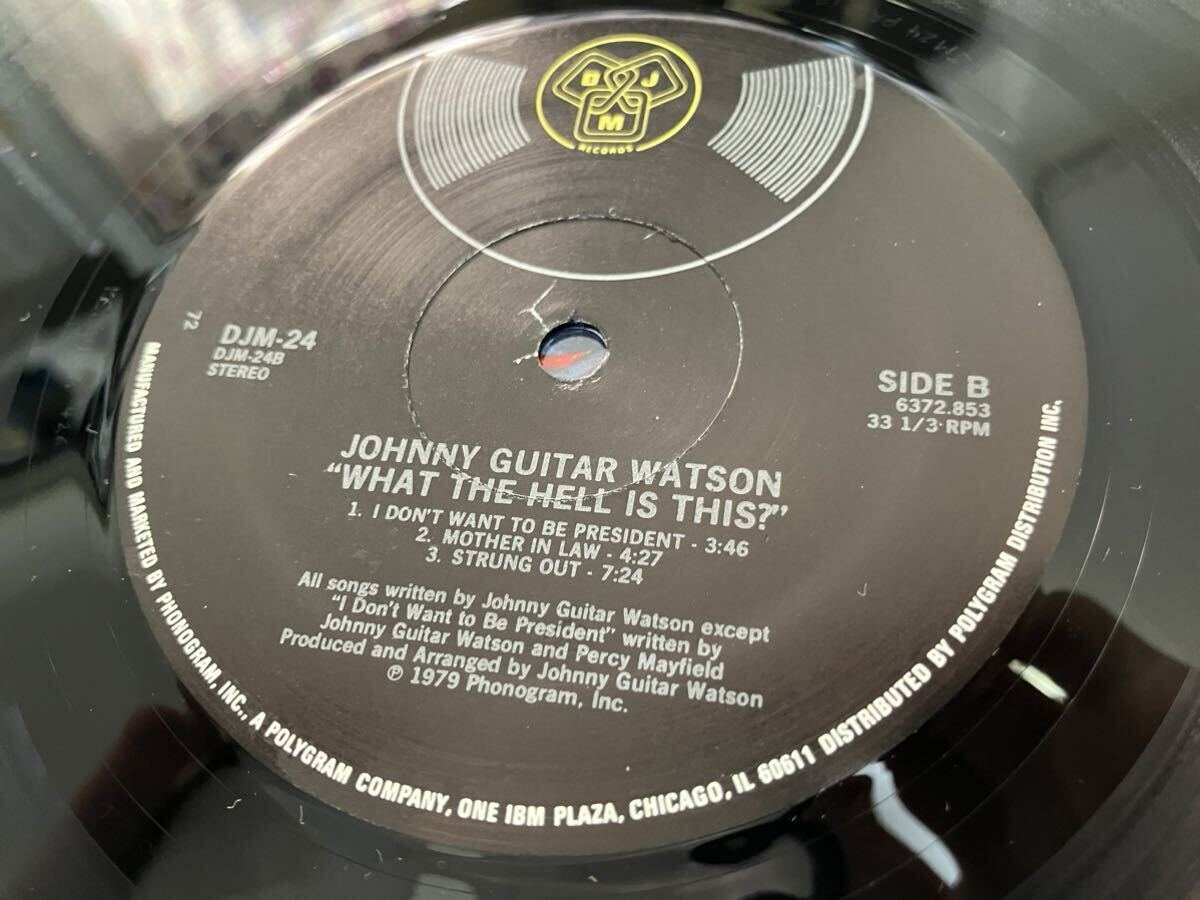 D J
M
RECORDS
72
DJM-24
DJM-24B
STEREO
SIDE B
6372.853
33 1/3 RPM
JOHNNY GUITAR WATSON
"WHAT THE HELL IS THIS?"
1. I DON'T WANT TO BE PRESIDENT - 3:46
2. MOTHER IN LAW - 4:27
3. STRUNG OUT - 7:24
All songs written by Johnny Guitar Watson except
"I Don't Want to Be President" written by
Johnny Guitar Watson and Percy Mayfield
Produced and Arranged by Johnny Guitar Watson
℗ 1979 Phonogram, Inc.
MANUFACTURED AND MARKETED BY PHONOGRAM, INC., A POLYGRAM COMPANY, ONE IBM PLAZA, CHICAGO, IL 60611 DISTRIBUTED BY POLYGRAM DISTRIBUTION INC.